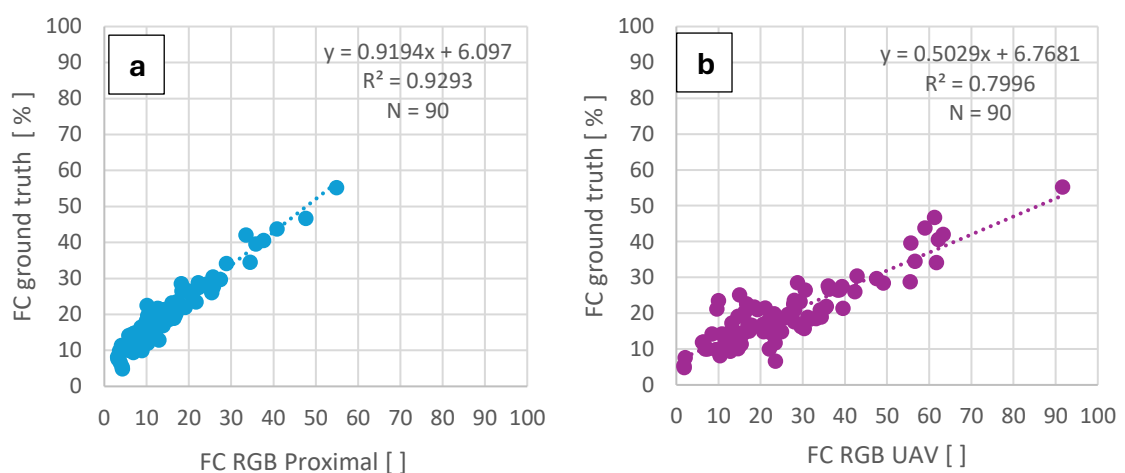 a
y = 0.9194x + 6.097
R² = 0.9293
N = 90
FC ground truth [ % ]
100
90
80
70
60
50
40
30
20
10
0
0 10 20 30 40 50 60 70 80 90 100
FC RGB Proximal [ ]
b
y = 0.5029x + 6.7681
R² = 0.7996
N = 90
FC ground truth [ % ]
100
90
80
70
60
50
40
30
20
10
0
0 10 20 30 40 50 60 70 80 90 100
FC RGB UAV [ ]